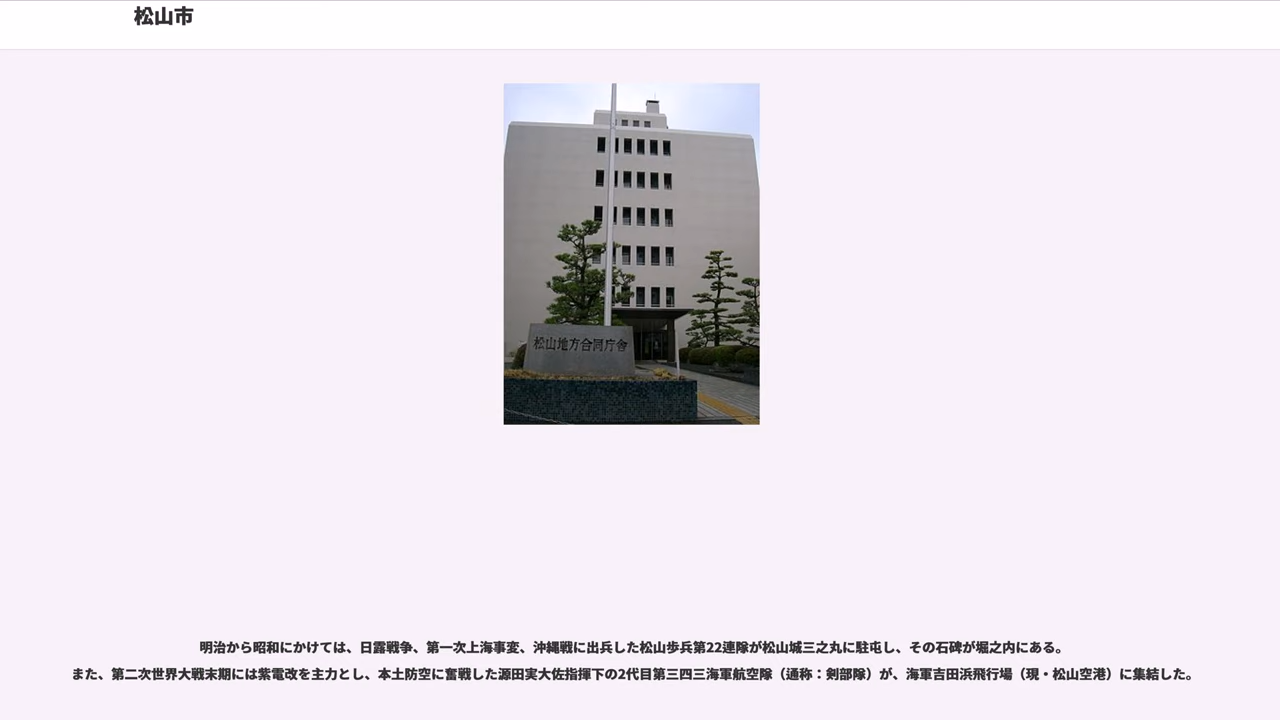 松山市
松山地方合同庁舎
明治から昭和にかけては、日露戦争、第一次上海事変、沖縄戦に出兵した松山歩兵第22連隊が松山城三之丸に駐屯し、その石碑が堀之内にある。
また、第二次世界大戦末期には紫電改を主力とし、本土防空に奮戦した源田実大佐指揮下の2代目第三四三海軍航空隊（通称：剣部隊）が、海軍吉田浜飛行場（現・松山空港）に集結した。